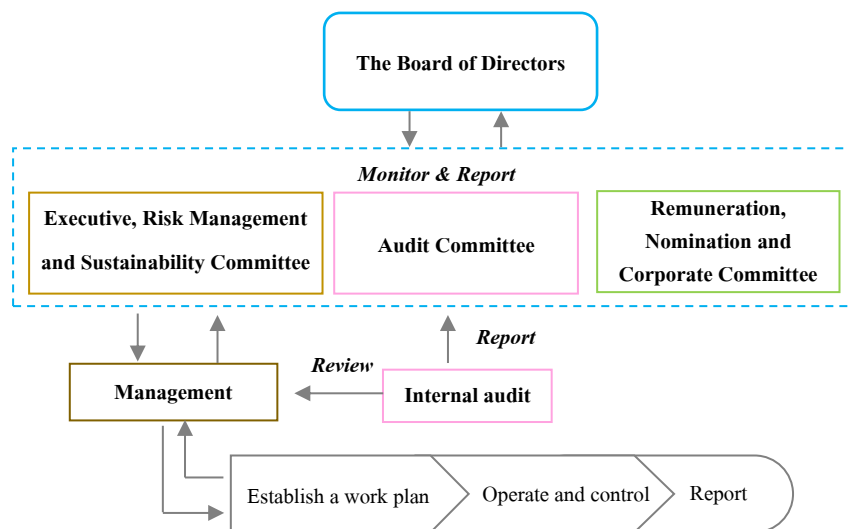 The Board of Directors
Monitor & Report
Executive, Risk Management
and Sustainability Committee
Audit Committee
Remuneration,
Nomination and
Corporate Committee
Report
Review
Management
Internal audit
Establish a work plan
Operate and control
Report